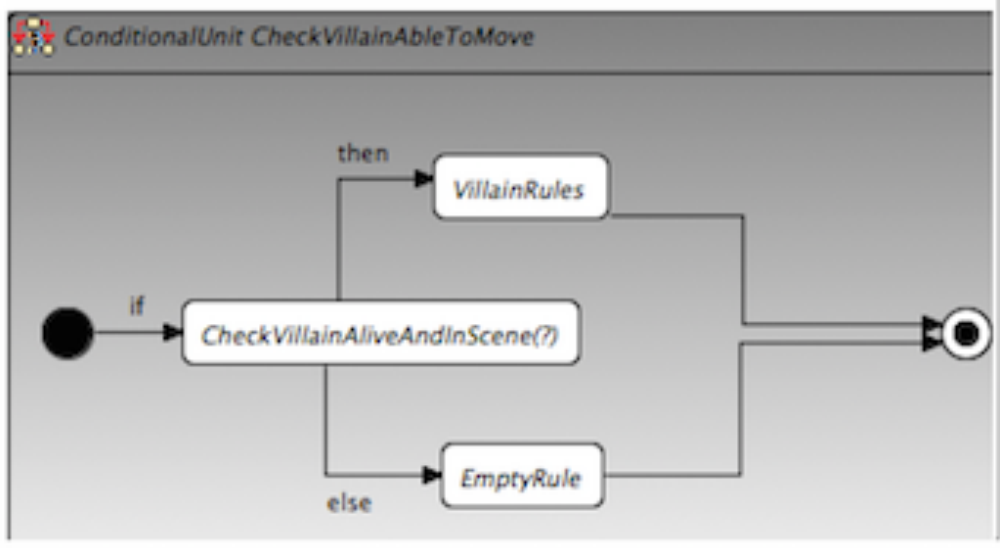 ConditionalUnit CheckVillainAbleToMove
then
VillainRules
if
CheckVillainAliveAndInScene(?)
EmptyRule
else